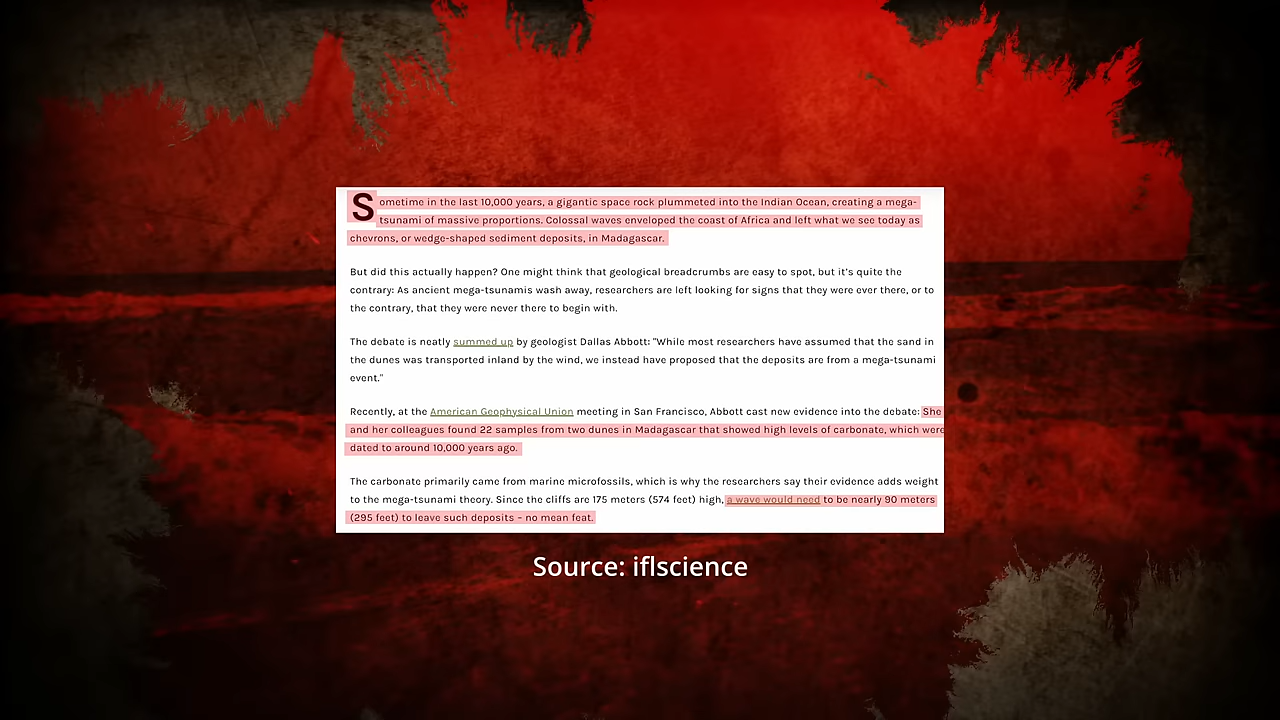 Sometime in the last 10,000 years, a gigantic space rock plummeted into the Indian Ocean, creating a mega-
tsunami of massive proportions. Colossal waves enveloped the coast of Africa and left what we see today as
chevrons, or wedge-shaped sediment deposits, in Madagascar.
But did this actually happen? One might think that geological breadcrumbs are easy to spot, but it's quite the
contrary: As ancient mega-tsunamis wash away, researchers are left looking for signs that they were ever there, or to
the contrary, that they were never there to begin with.
The debate is neatly summed up by geologist Dallas Abbott: "While most researchers have assumed that the sand in
the dunes was transported inland by the wind, we instead have proposed that the deposits are from a mega-tsunami
event."
Recently, at the American Geophysical Union meeting in San Francisco, Abbott cast new evidence into the debate: She
and her colleagues found 22 samples from two dunes in Madagascar that showed high levels of carbonate, which were
dated to around 10,000 years ago.
The carbonate primarily came from marine microfossils, which is why the researchers say their evidence adds weight
to the mega-tsunami theory. Since the cliffs are 175 meters (574 feet) high, a wave would need to be nearly 90 meters
(295 feet) to leave such deposits – no mean feat.
Source: iflscience